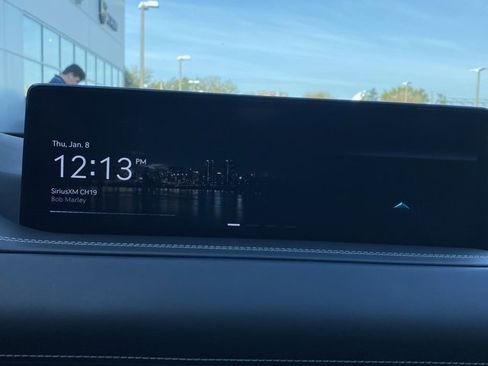 Thu, Jan. 8
12:13 PM
SiriusXM CH19
Bob Marley